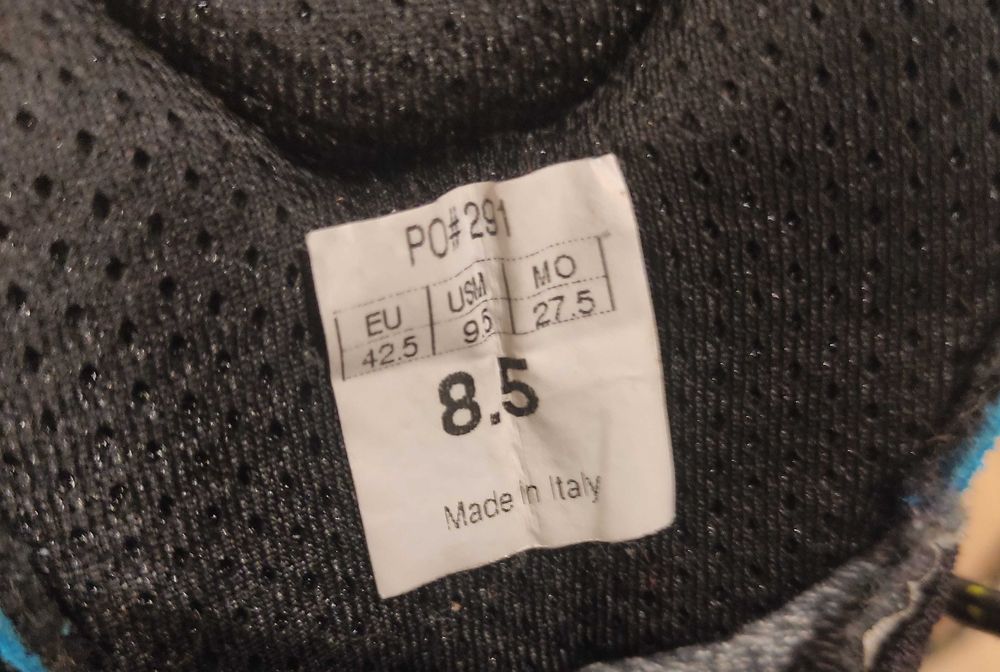 PO# 291
EU USM MO
42.5 9.5 27.5
8.5
Made in Italy